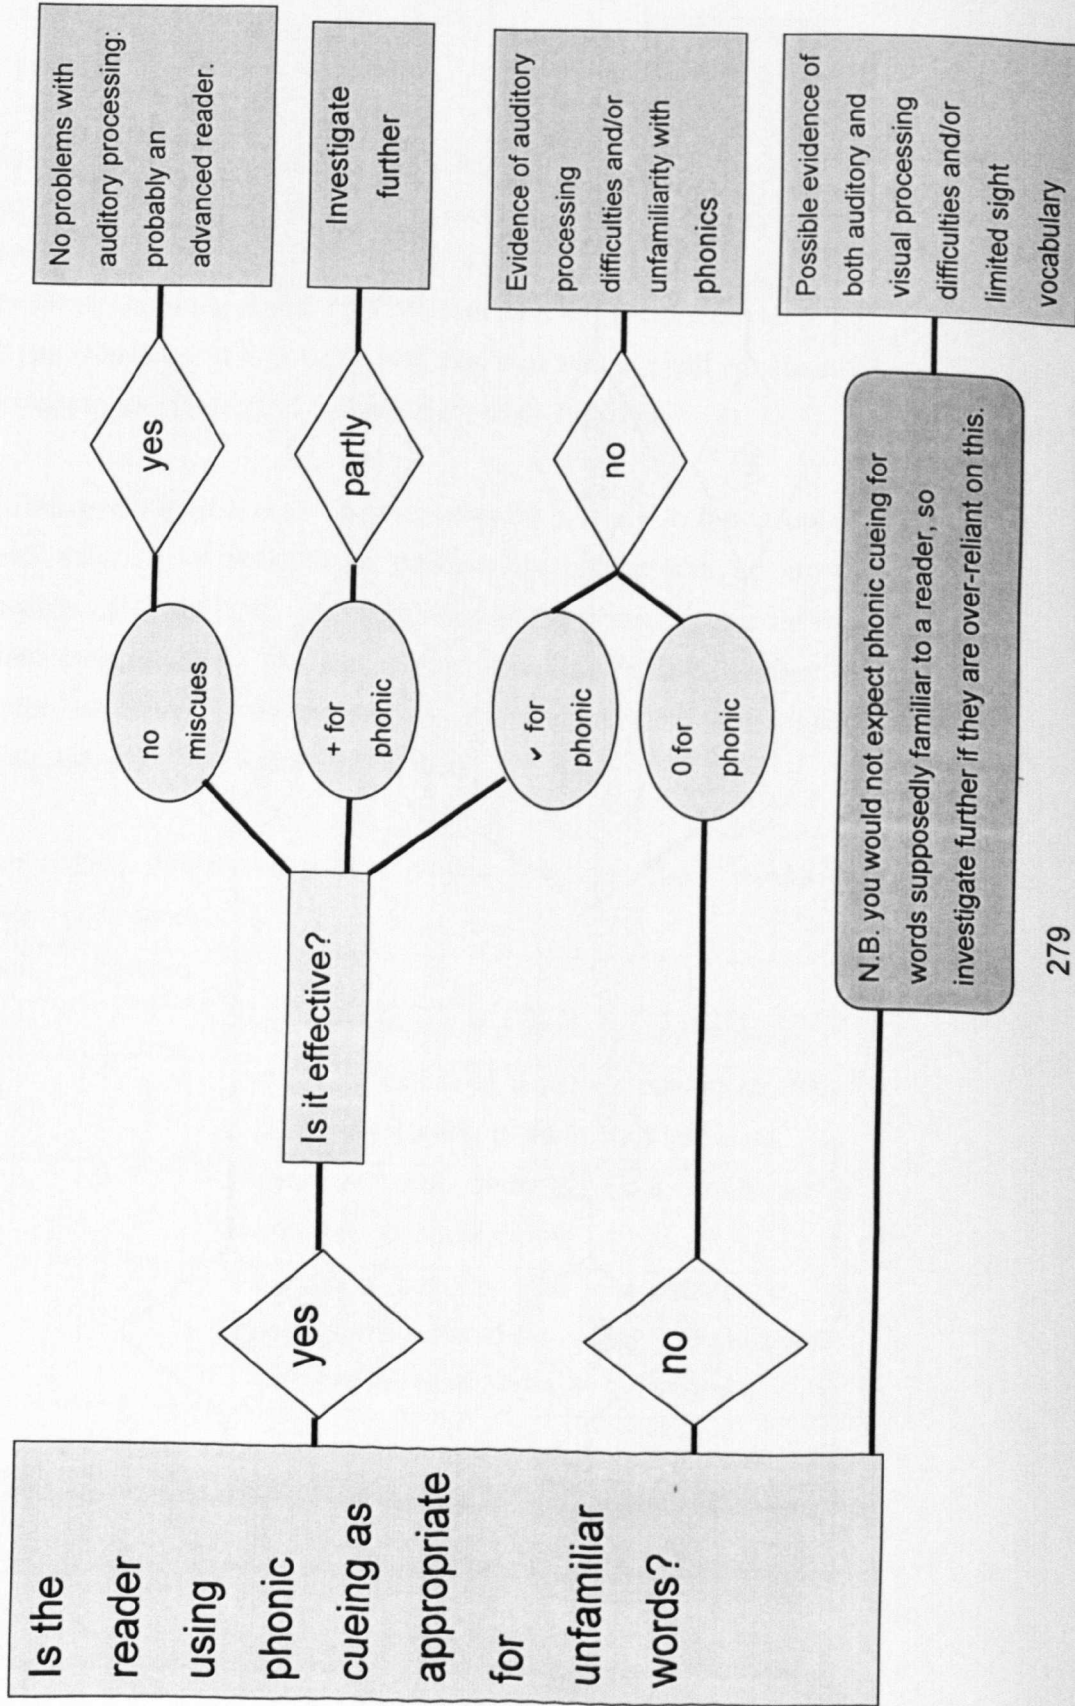 Is the
reader
using
phonic
cueing as
appropriate
for
unfamiliar
words?
yes
no
Is it effective?
no
miscues
+ for
phonic
✓ for
phonic
0 for
phonic
yes
partly
no
No problems with
auditory processing:
probably an
advanced reader.
Investigate
further
Evidence of auditory
processing
difficulties and/or
unfamiliarity with
phonics
N.B. you would not expect phonic cueing for
words supposedly familiar to a reader, so
investigate further if they are over-reliant on this.
Possible evidence of
both auditory and
visual processing
difficulties and/or
limited sight
vocabulary
279